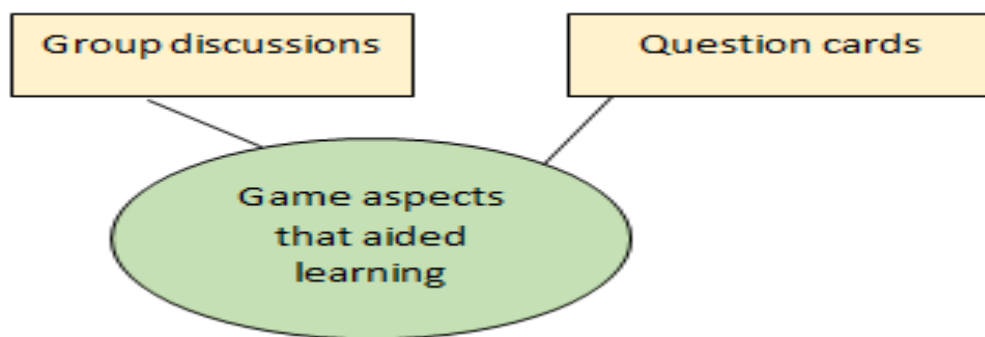 Group discussions
Question cards
Game aspects
that aided
learning